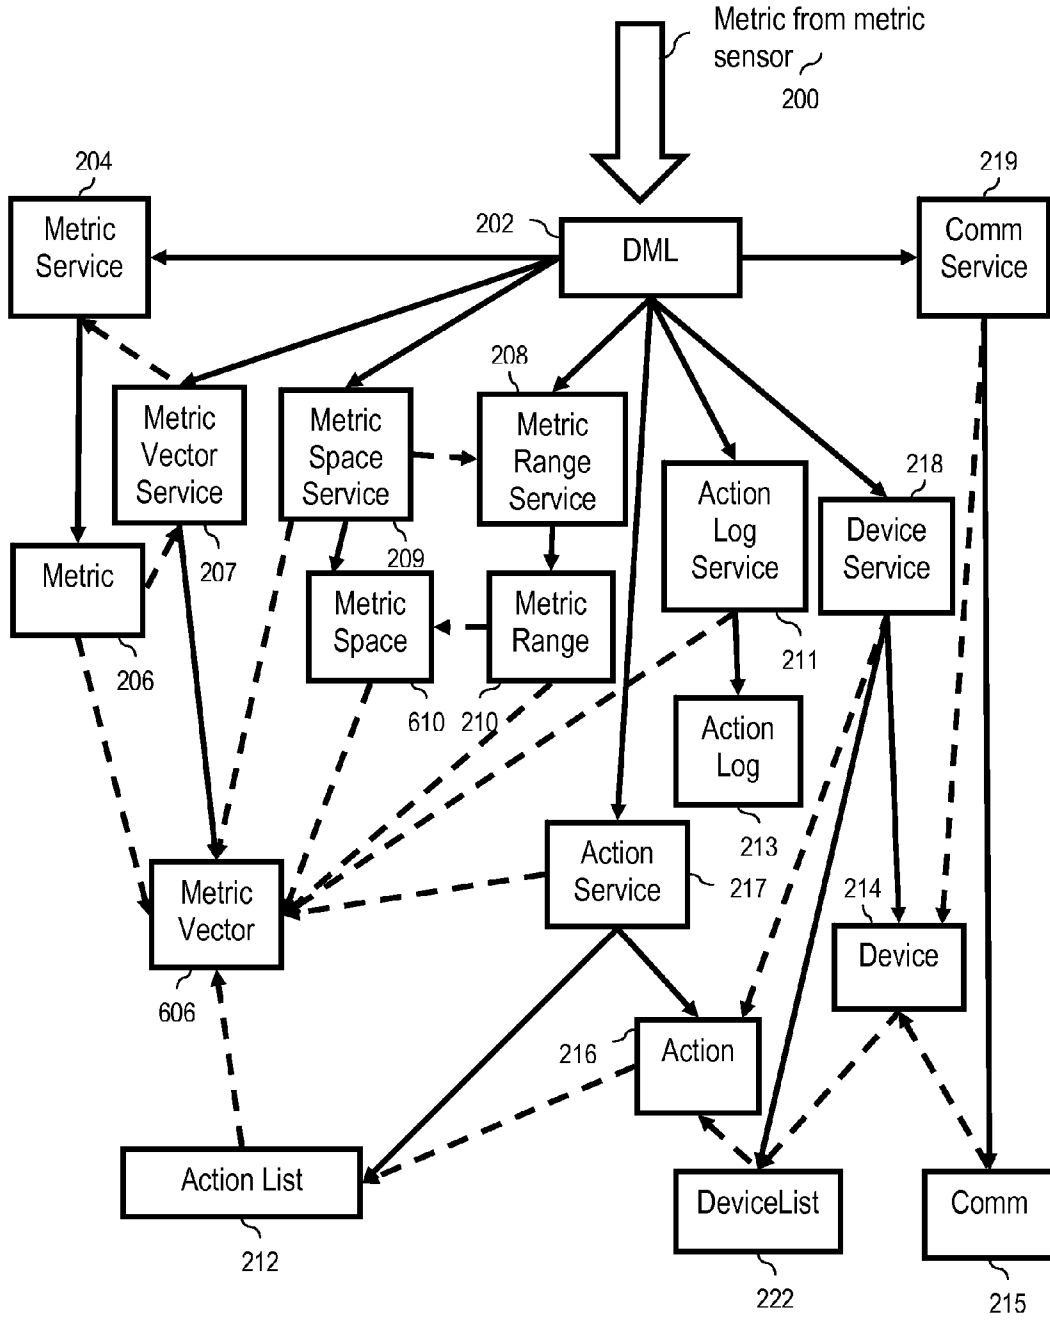 Metric from metric
sensor
200
204
219
Metric
Service
202
DML
Comm
Service
208
Metric
Vector
Service
Metric
Space
Service
Metric
Range
Service
218
Action
Log
Service
Device
Service
207
209
Metric
Metric
Space
Metric
Range
206
610
210
211
Action
Log
213
Action
Service
217
214
Metric
Vector
Device
606
216
Action
Action List
DeviceList
Comm
212
222
215